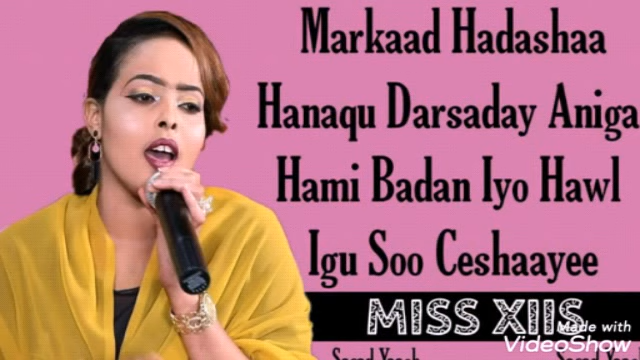 Markaad Hadashaa
Hanaqu Darsaday Aniga
Hami Badan Iyo Hawl
Igu Soo Ceshaayee
MISS XIIS
Made with
VideoShow